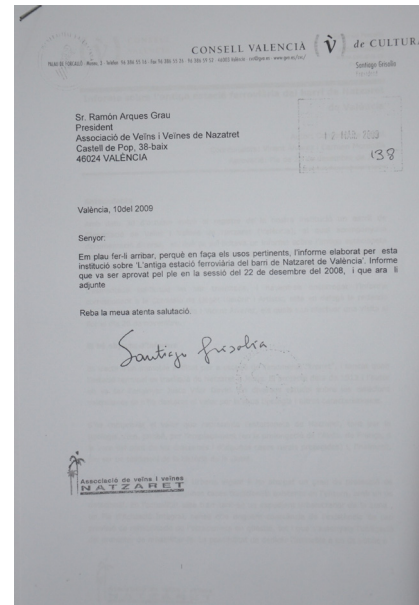 CONSELL VALENCIÀ ( v̀ ) de CULTURA
Santiago Grisolía
Sr. Ramón Arques Grau
President
Associació de Veïns i Veïnes de Nazatret
Castell de Pop, 38-baix
46024 VALÈNCIA
138
València, 10del 2009
Senyor:
Em plau fer-li arribar, perquè en faça els usos pertinents, l'informe elaborat per esta
institució sobre 'L'antiga estació ferroviària del barri de Natzaret de València'. Informe
que va ser aprovat pel ple en la sessió del 22 de desembre del 2008, i que ara li
adjunte
Reba la meua atenta salutació.
Santiago Grisolía
Associació de veïns i veïnes
NATZARET